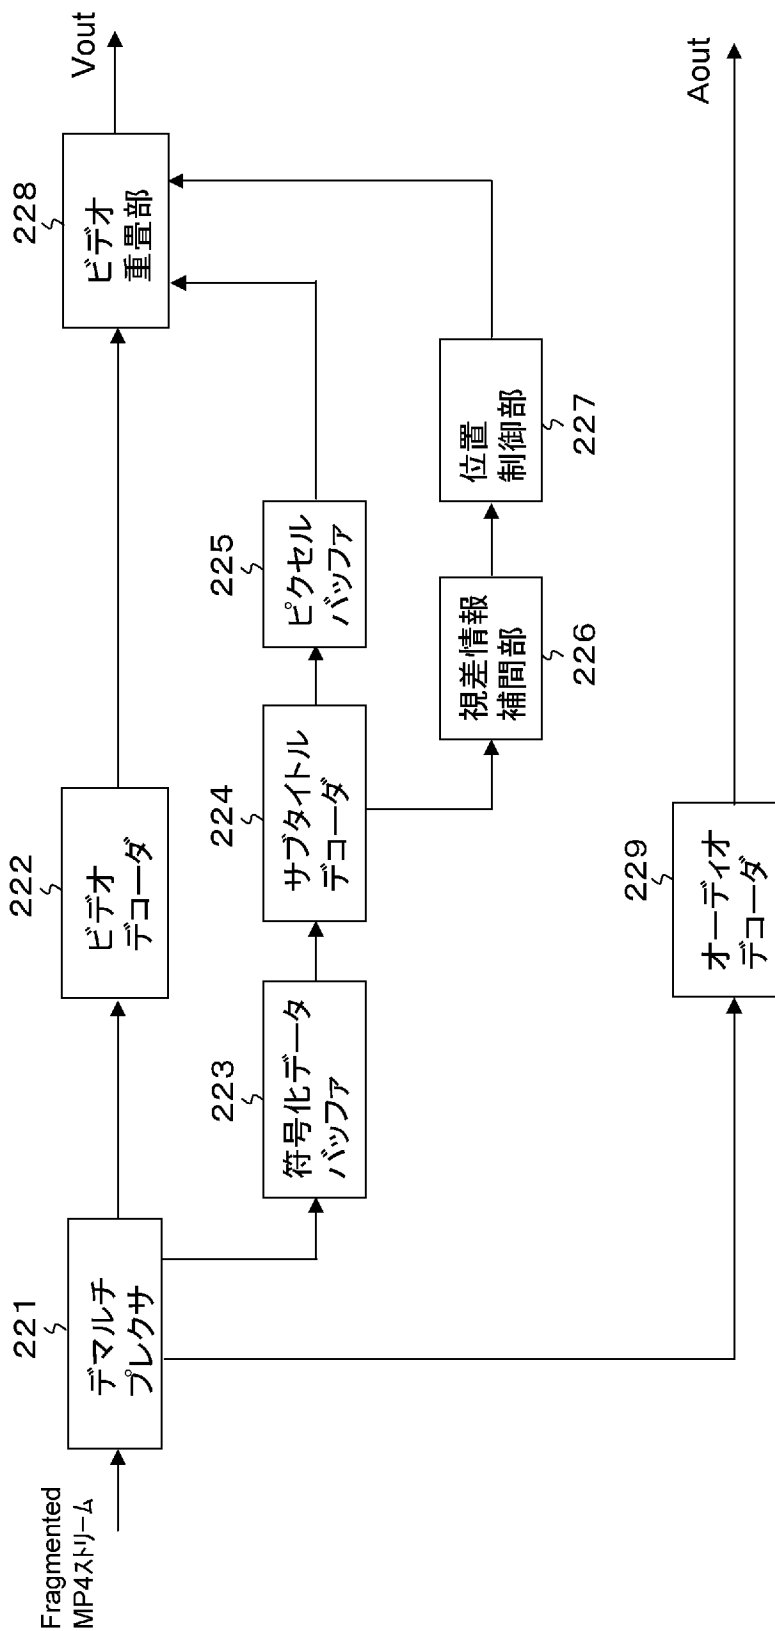 Fragmented
MP4ストリーム
221
デマルチ
プレクサ
222
ビデオ
デコーダ
228
ビデオ
重畳部
Vout
223
符号化データ
バッファ
224
サブタイトル
デコーダ
225
ピクセル
バッファ
視差情報
補間部
226
位置
制御部
227
229
オーディオ
デコーダ
Aout